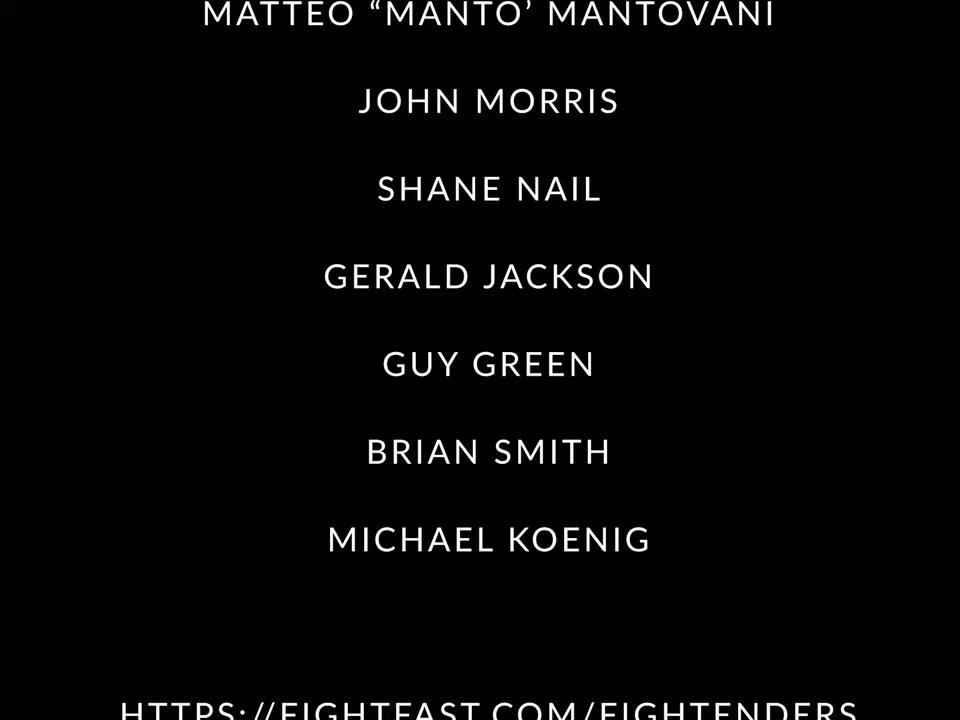 MATTEO “MANTO’ MANTOVANI
JOHN MORRIS
SHANE NAIL
GERALD JACKSON
GUY GREEN
BRIAN SMITH
MICHAEL KOENIG
HTTPS://FIGHTFAST.COM/FIGHTENDERS